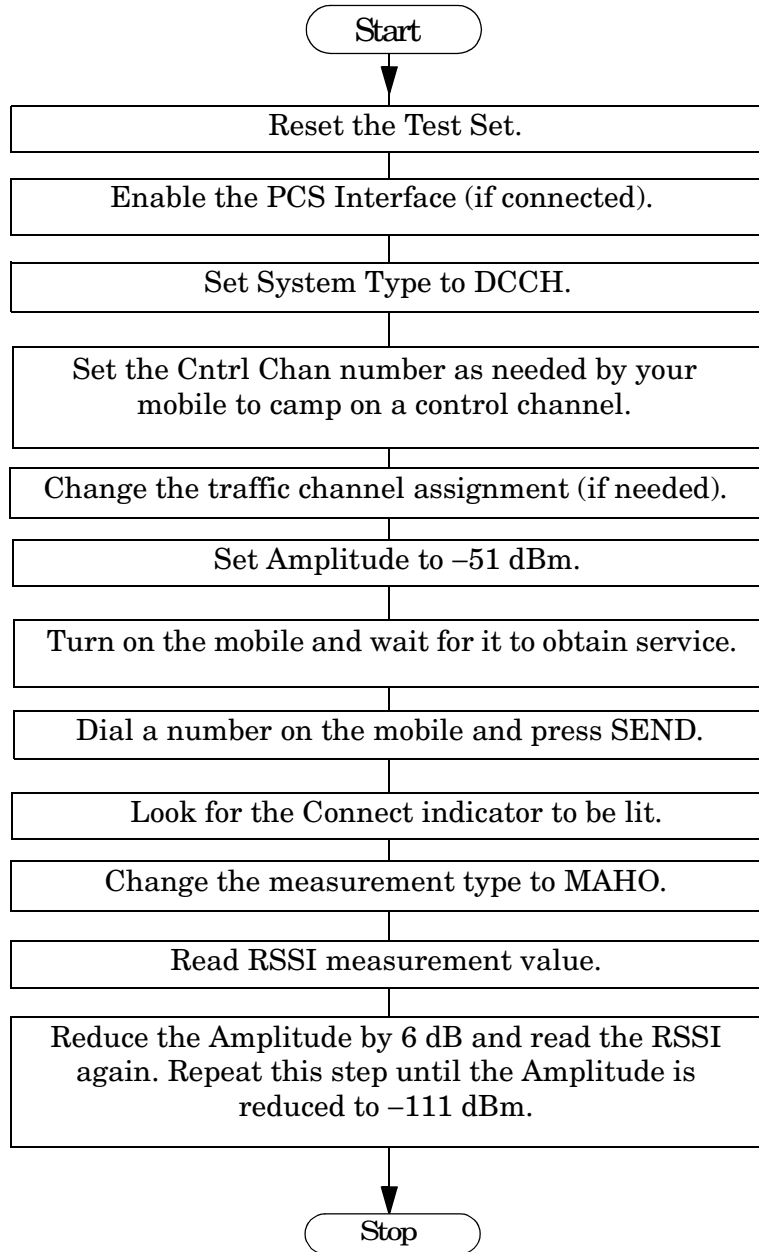 Start
Reset the Test Set.
Enable the PCS Interface (if connected).
Set System Type to DCCH.
Set the Cntrl Chan number as needed by your
mobile to camp on a control channel.
Change the traffic channel assignment (if needed).
Set Amplitude to –51 dBm.
Turn on the mobile and wait for it to obtain service.
Dial a number on the mobile and press SEND.
Look for the Connect indicator to be lit.
Change the measurement type to MAHO.
Read RSSI measurement value.
Reduce the Amplitude by 6 dB and read the RSSI
again. Repeat this step until the Amplitude is
reduced to –111 dBm.
Stop